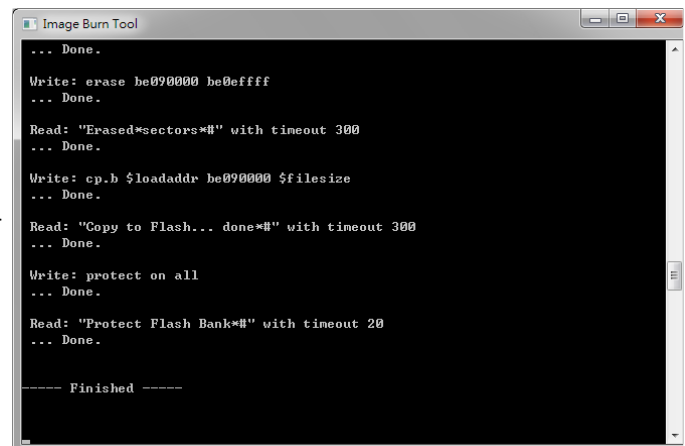 Image Burn Tool
... Done.
Write: erase be090000 be0effff
... Done.
Read: "Erased*sectors*#" with timeout 300
... Done.
Write: cp.b $loadaddr be090000 $filesize
... Done.
Read: "Copy to Flash... done*#" with timeout 300
... Done.
Write: protect on all
... Done.
Read: "Protect Flash Bank*#" with timeout 20
... Done.
----- Finished -----